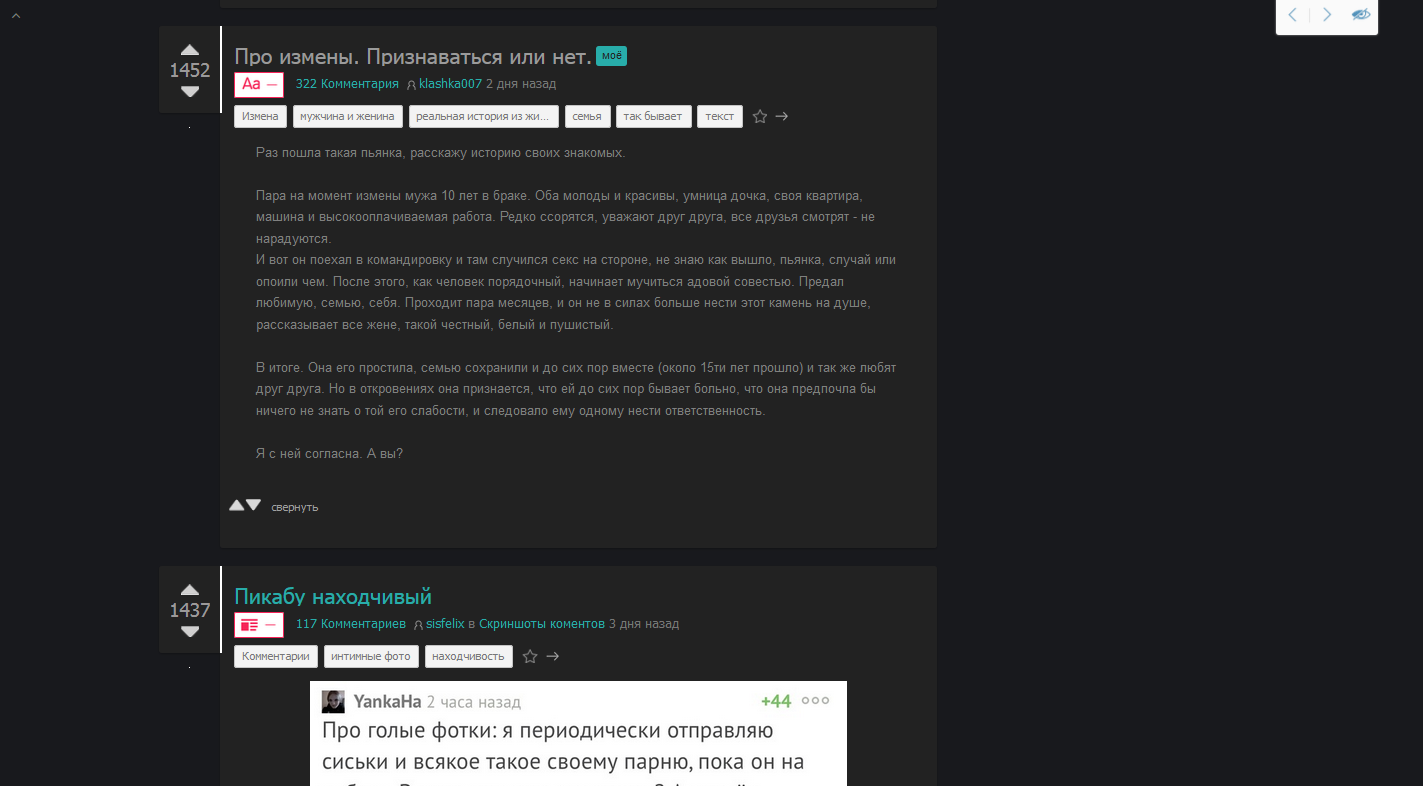 1452
Про измены. Признаваться или нет. моё
Aa —
322 Комментария klashka007 2 дня назад
Измена мужчина и женина реальная история из жи... семья так бывает текст
Раз пошла такая пьянка, расскажу историю своих знакомых.
Пара на момент измены мужа 10 лет в браке. Оба молоды и красивы, умница дочка, своя квартира,
машина и высокооплачиваемая работа. Редко ссорятся, уважают друг друга, все друзья смотрят - не
нарадуются.
И вот он поехал в командировку и там случился секс на стороне, не знаю как вышло, пьянка, случай или
опоили чем. После этого, как человек порядочный, начинает мучиться адовой совестью. Предал
любимую, семью, себя. Проходит пара месяцев, и он не в силах больше нести этот камень на душе,
рассказывает все жене, такой честный, белый и пушистый.
В итоге. Она его простила, семью сохранили и до сих пор вместе (около 15ти лет прошло) и так же любят
друг друга. Но в откровениях она признается, что ей до сих пор бывает больно, что она предпочла бы
ничего не знать о той его слабости, и следовало ему одному нести ответственность.
Я с ней согласна. А вы?
свернуть
1437
Пикабу находчивый
117 Комментариев sisfelix в Скриншоты коментов 3 дня назад
Комментарии интимные фото находчивость
YankaHa 2 часа назад +44
Про голые фотки: я периодически отправляю
сиськи и всякое такое своему парню, пока он на